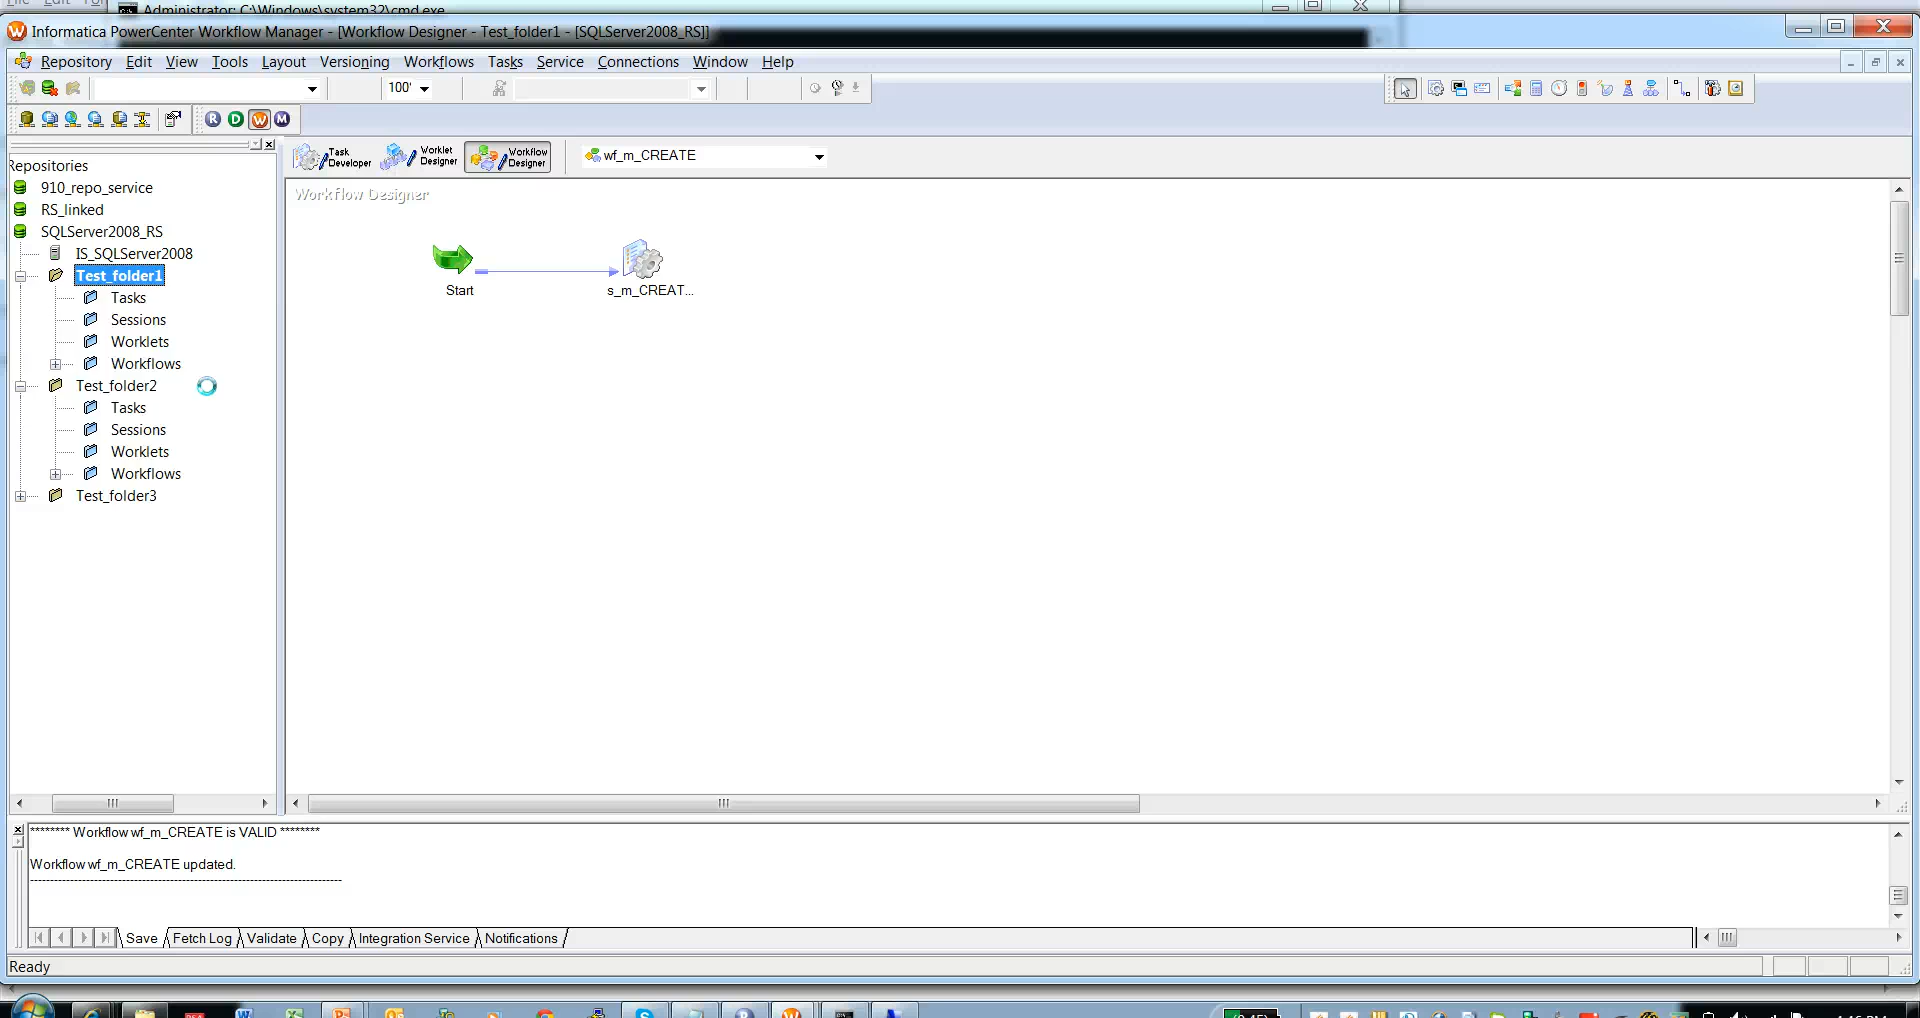 Administrator: C:\Windows\system32\cmd.exe
Informatica PowerCenter Workflow Manager - [Workflow Designer - Test_folder1 - [SQLServer2008_RS]]
Repository Edit View Tools Layout Versioning Workflows Tasks Service Connections Window Help
100'
R D W M
Repositories
910_repo_service
RS_linked
SQLServer2008_RS
IS_SQLServer2008
Test_folder1
Tasks
Sessions
Worklets
Workflows
Test_folder2
Tasks
Sessions
Worklets
Workflows
Test_folder3
Task Developer
Worklet Designer
Workflow Designer
wf_m_CREATE
Workflow Designer
Start
s_m_CREAT...
******** Workflow wf_m_CREATE is VALID ********
Workflow wf_m_CREATE updated.
--------------------------------------------------------------------------------
Save Fetch Log Validate Copy Integration Service Notifications
Ready